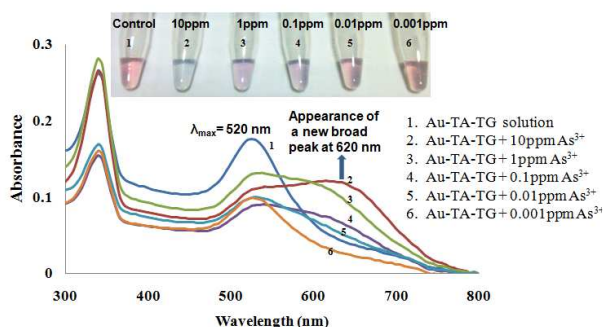 Control 10ppm 1ppm 0.1ppm 0.01ppm 0.001ppm
1 2 3 4 5 6
0.3
0.2
0.1
0
Absorbance
λmax= 520 nm
1
Appearance of
a new broad
peak at 620 nm
2
3
4
5
6
1. Au-TA-TG solution
2. Au-TA-TG+10ppm As³⁺
3. Au-TA-TG+1ppm As³⁺
4. Au-TA-TG+0.1ppm As³⁺
5. Au-TA-TG+0.01ppm As³⁺
6. Au-TA-TG+0.001ppm As³⁺
300 400 500 600 700 800
Wavelength (nm)